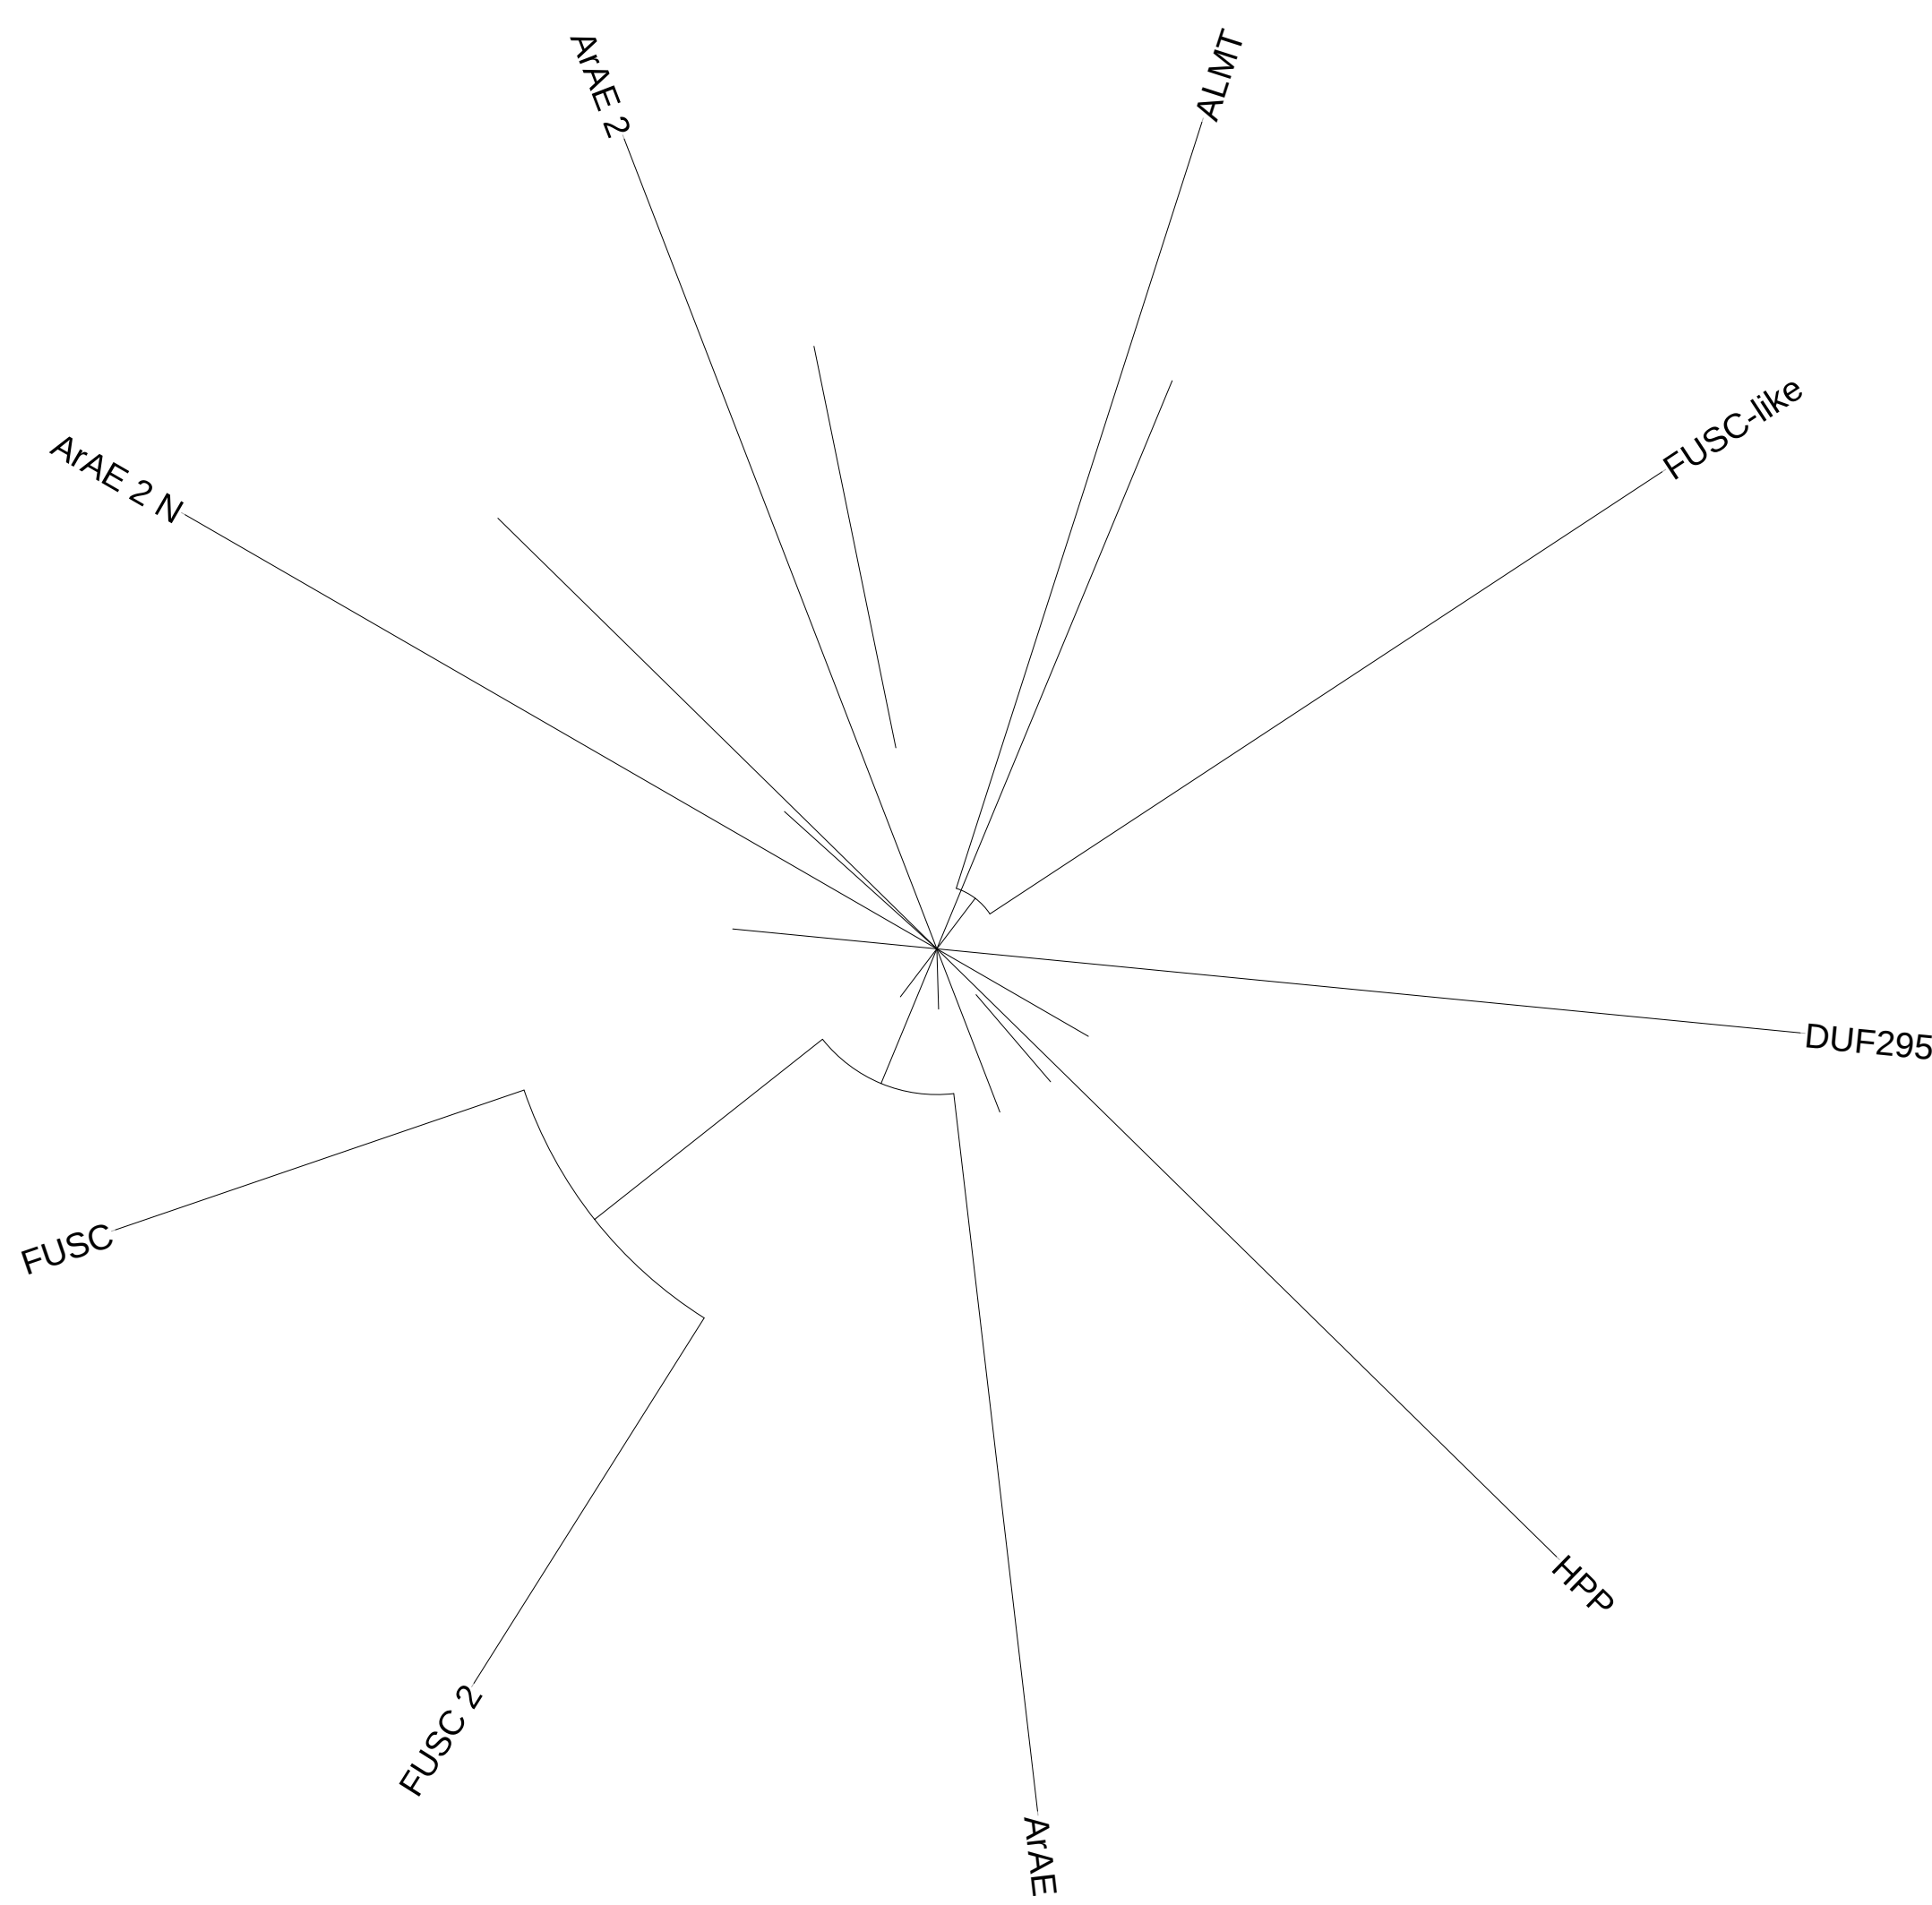 ArAE 2
ALMT
FUSC-like
ArAE 2 N
DUF295
FUSC
HPP
FUSC 2
ArAE